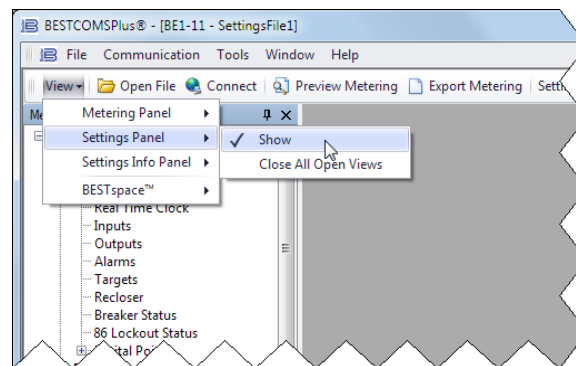 BESTCOMSPlus® - [BE1-11 - SettingsFile1]
File Communication Tools Window Help
View Open File Connect Preview Metering Export Metering
Metering Panel
Settings Panel
Settings Info Panel
BESTspace™
Show
Close All Open Views
Real Time Clock
Inputs
Outputs
Alarms
Targets
Recloser
Breaker Status
86 Lockout Status